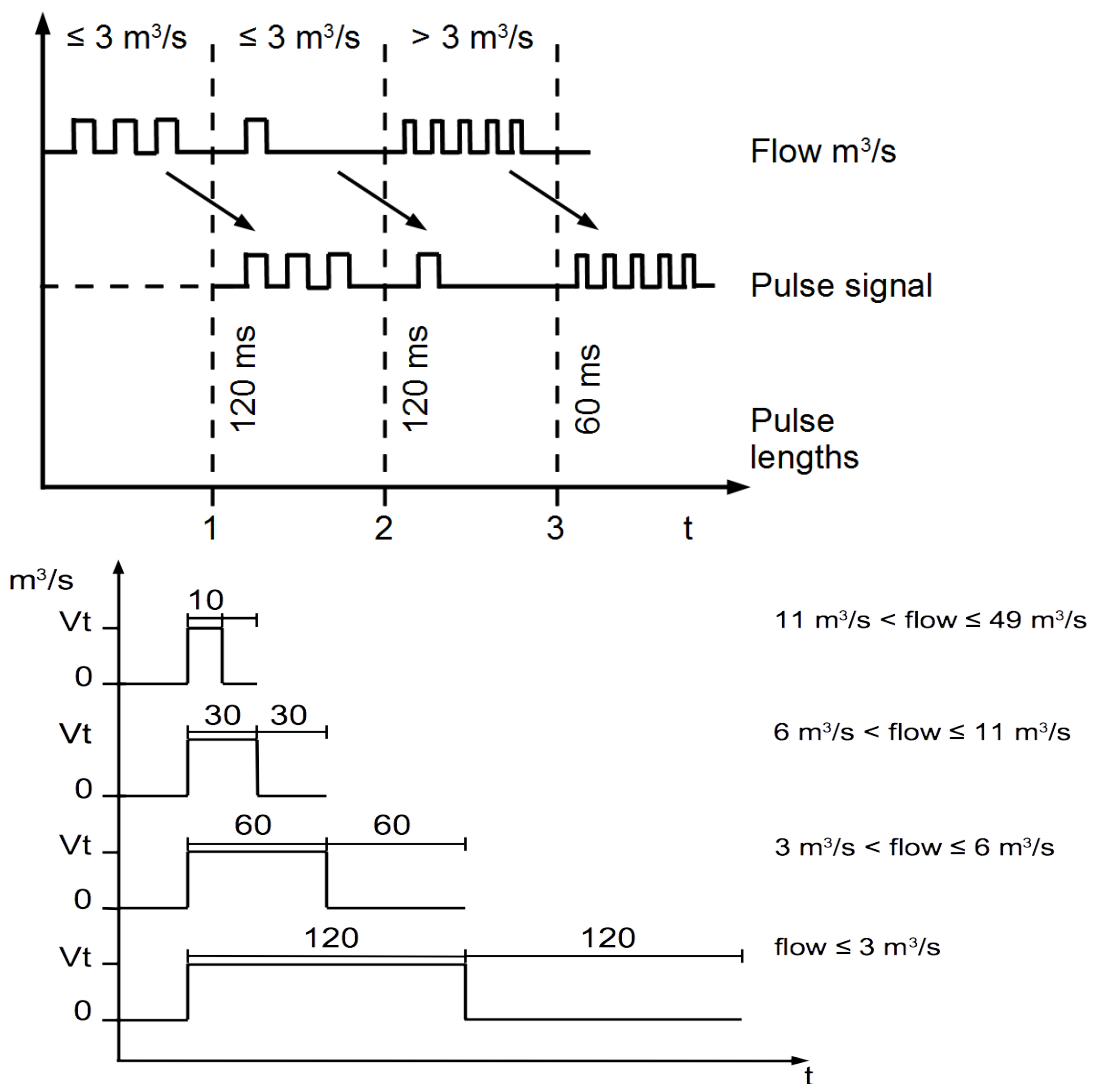 ≤ 3 m³/s ≤ 3 m³/s > 3 m³/s
Flow m³/s
Pulse signal
120 ms
120 ms
60 ms
Pulse
lengths
1 2 3 t
m³/s
10
Vt
0
11 m³/s < flow ≤ 49 m³/s
30 30
Vt
0
6 m³/s < flow ≤ 11 m³/s
60 60
Vt
0
3 m³/s < flow ≤ 6 m³/s
120 120
Vt
0
flow ≤ 3 m³/s
t